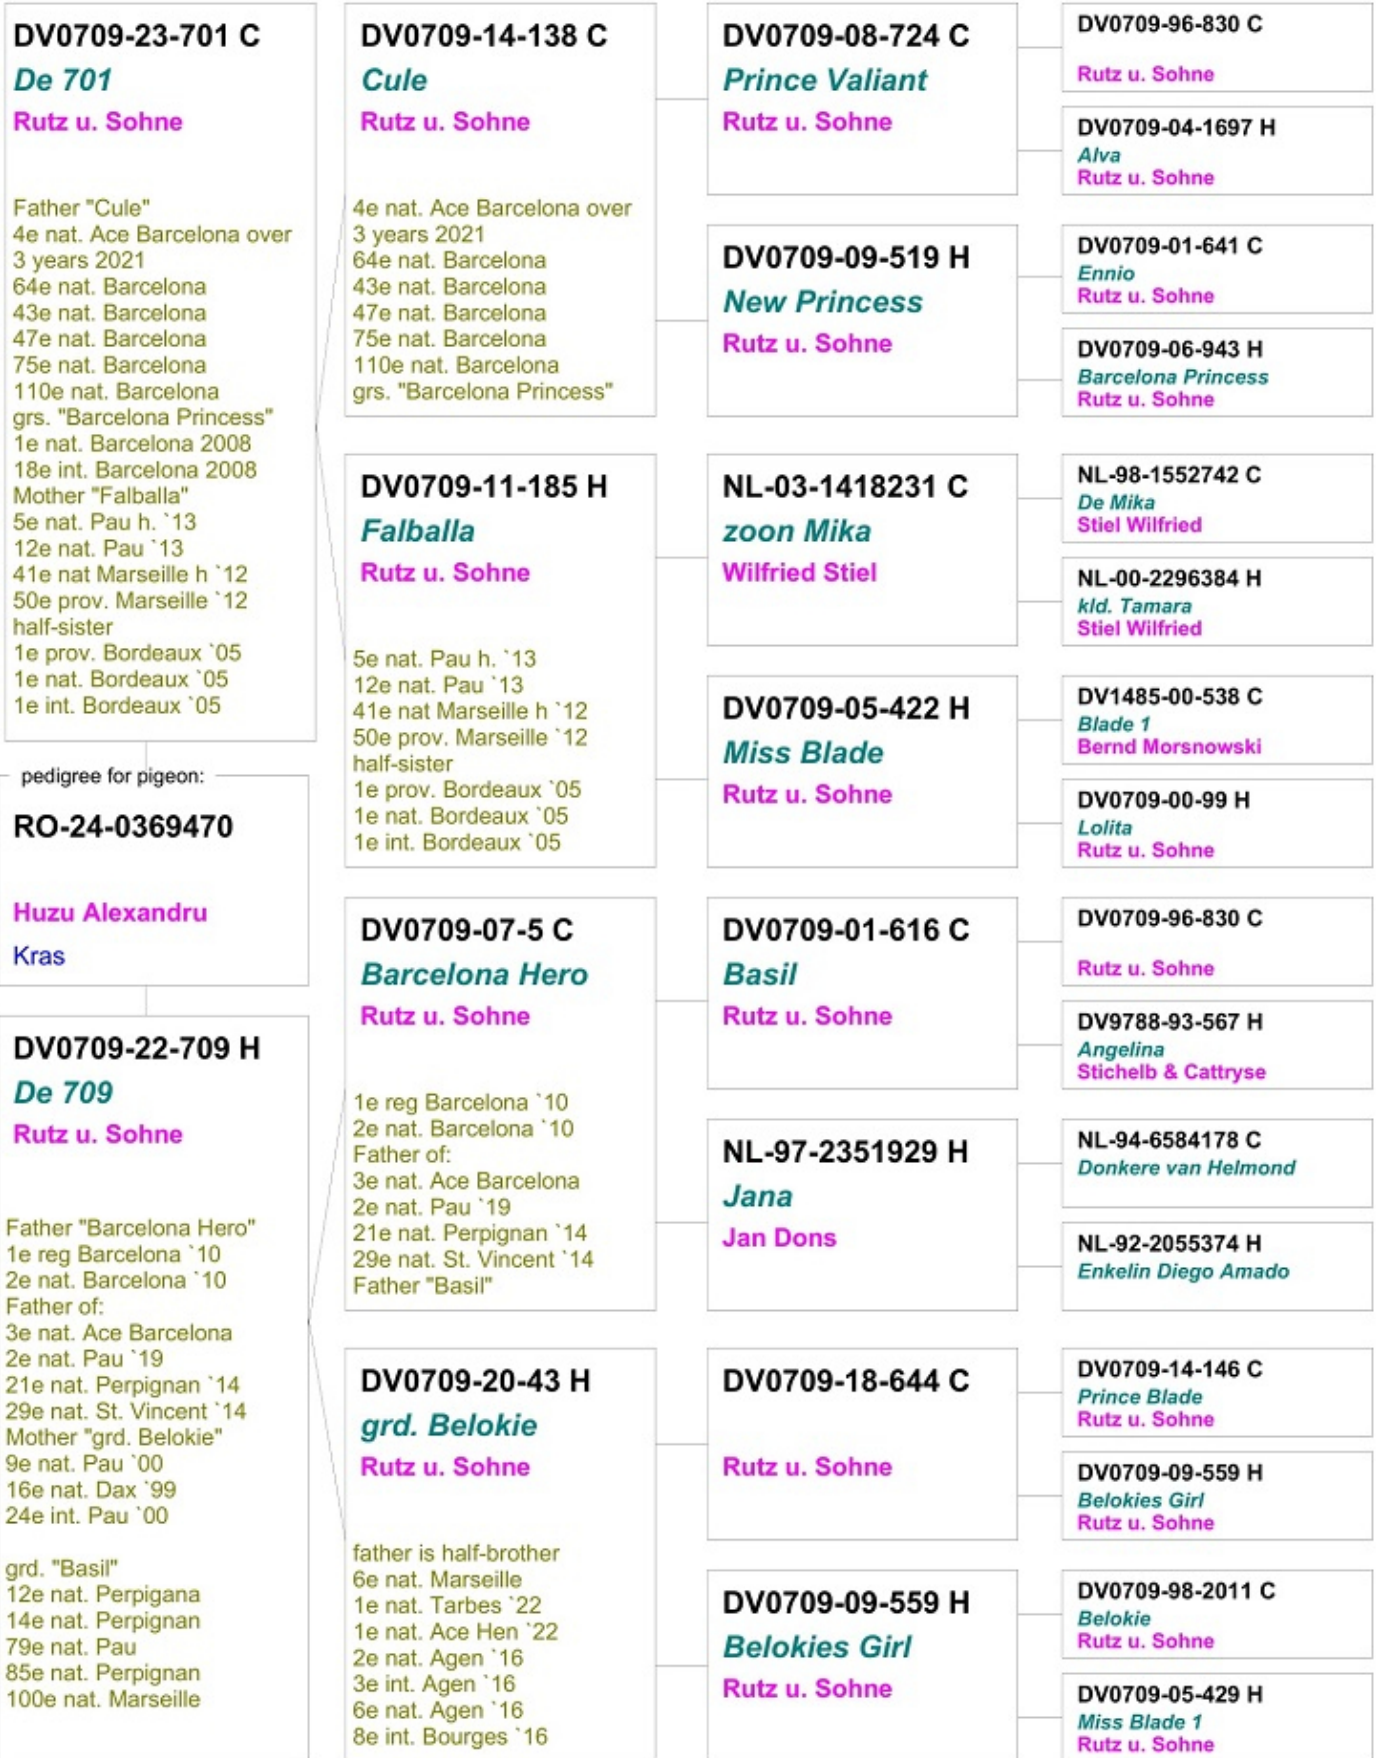 DV0709-23-701 C
De 701
Rutz u. Sohne
Father "Cule"
4e nat. Ace Barcelona over
3 years 2021
64e nat. Barcelona
43e nat. Barcelona
47e nat. Barcelona
75e nat. Barcelona
110e nat. Barcelona
grs. "Barcelona Princess"
1e nat. Barcelona 2008
18e int. Barcelona 2008
Mother "Falballa"
5e nat. Pau h. `13
12e nat. Pau `13
41e nat Marseille h `12
50e prov. Marseille `12
half-sister
1e prov. Bordeaux `05
1e nat. Bordeaux `05
1e int. Bordeaux `05
pedigree for pigeon:
RO-24-0369470
Huzu Alexandru
Kras
DV0709-22-709 H
De 709
Rutz u. Sohne
Father "Barcelona Hero"
1e reg Barcelona `10
2e nat. Barcelona `10
Father of:
3e nat. Ace Barcelona
2e nat. Pau `19
21e nat. Perpignan `14
29e nat. St. Vincent `14
Mother "grd. Belokie"
9e nat. Pau `00
16e nat. Dax `99
24e int. Pau `00
grd. "Basil"
12e nat. Perpigana
14e nat. Perpignan
79e nat. Pau
85e nat. Perpignan
100e nat. Marseille
DV0709-14-138 C
Cule
Rutz u. Sohne
4e nat. Ace Barcelona over
3 years 2021
64e nat. Barcelona
43e nat. Barcelona
47e nat. Barcelona
75e nat. Barcelona
110e nat. Barcelona
grs. "Barcelona Princess"
DV0709-11-185 H
Falballa
Rutz u. Sohne
5e nat. Pau h. `13
12e nat. Pau `13
41e nat Marseille h `12
50e prov. Marseille `12
half-sister
1e prov. Bordeaux `05
1e nat. Bordeaux `05
1e int. Bordeaux `05
DV0709-07-5 C
Barcelona Hero
Rutz u. Sohne
1e reg Barcelona `10
2e nat. Barcelona `10
Father of:
3e nat. Ace Barcelona
2e nat. Pau `19
21e nat. Perpignan `14
29e nat. St. Vincent `14
Father "Basil"
DV0709-20-43 H
grd. Belokie
Rutz u. Sohne
father is half-brother
6e nat. Marseille
1e nat. Tarbes `22
1e nat. Ace Hen `22
2e nat. Agen `16
3e int. Agen `16
6e nat. Agen `16
8e int. Bourges `16
DV0709-08-724 C
Prince Valiant
Rutz u. Sohne
DV0709-09-519 H
New Princess
Rutz u. Sohne
NL-03-1418231 C
zoon Mika
Wilfried Stiel
DV0709-05-422 H
Miss Blade
Rutz u. Sohne
DV0709-01-616 C
Basil
Rutz u. Sohne
NL-97-2351929 H
Jana
Jan Dons
DV0709-18-644 C
Rutz u. Sohne
DV0709-09-559 H
Belokies Girl
Rutz u. Sohne
DV0709-96-830 C
Rutz u. Sohne
DV0709-04-1697 H
Alva
Rutz u. Sohne
DV0709-01-641 C
Ennio
Rutz u. Sohne
DV0709-06-943 H
Barcelona Princess
Rutz u. Sohne
NL-98-1552742 C
De Mika
Stiel Wilfried
NL-00-2296384 H
kld. Tamara
Stiel Wilfried
DV1485-00-538 C
Blade 1
Bernd Morsnowski
DV0709-00-99 H
Lolita
Rutz u. Sohne
DV0709-96-830 C
Rutz u. Sohne
DV9788-93-567 H
Angelina
Stichelb & Cattryse
NL-94-6584178 C
Donkere van Helmond
NL-92-2055374 H
Enkelin Diego Amado
DV0709-14-146 C
Prince Blade
Rutz u. Sohne
DV0709-09-559 H
Belokies Girl
Rutz u. Sohne
DV0709-98-2011 C
Belokie
Rutz u. Sohne
DV0709-05-429 H
Miss Blade 1
Rutz u. Sohne